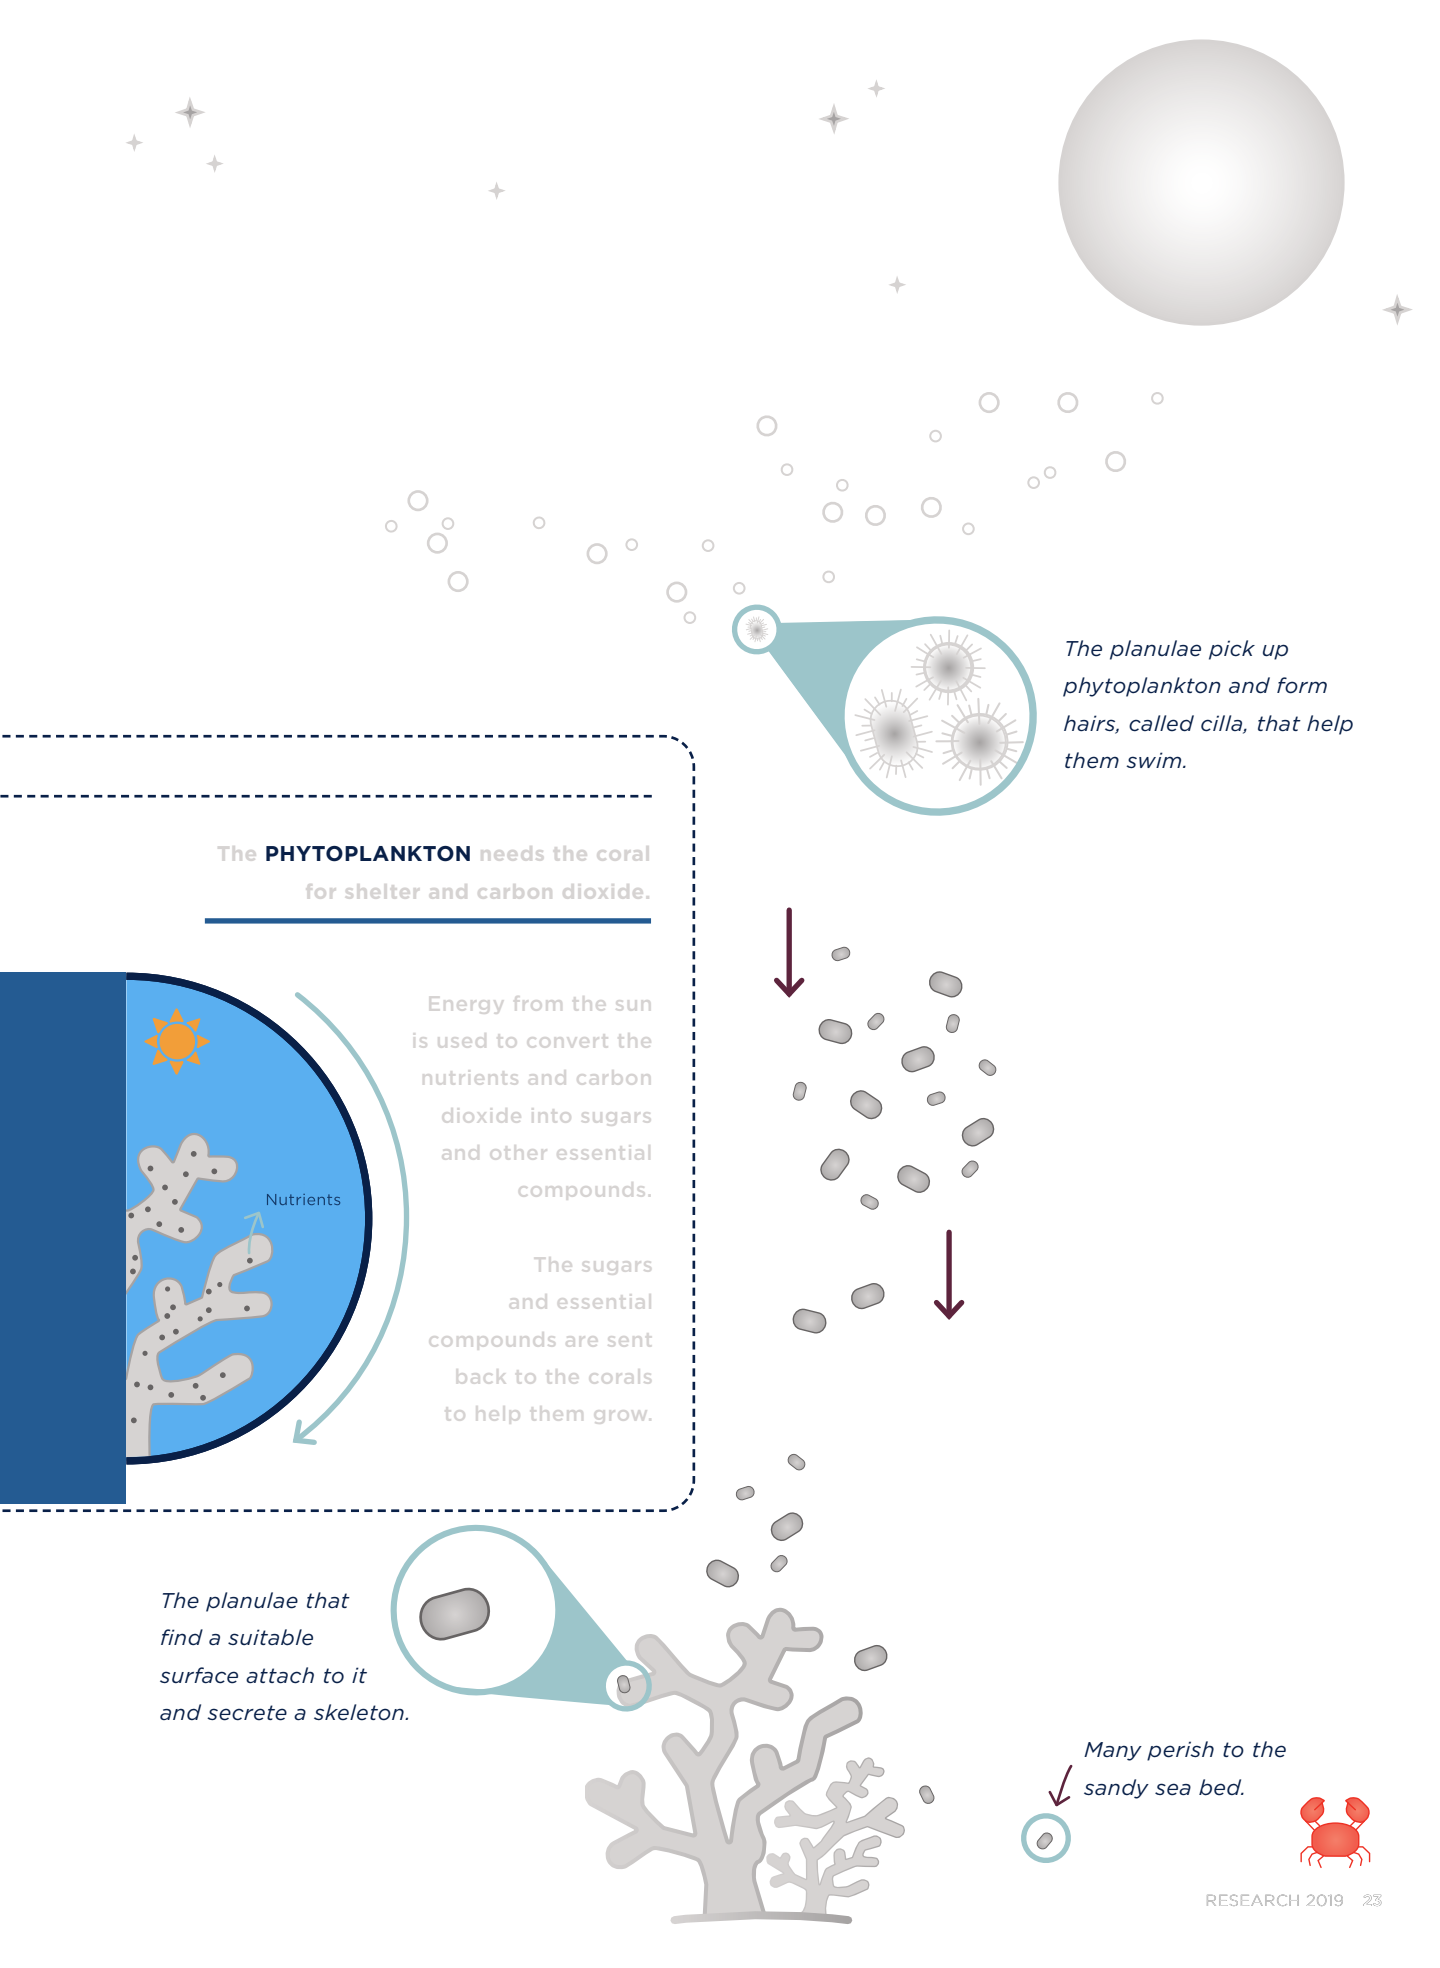 The planulae pick up
phytoplankton and form
hairs, called cilla, that help
them swim.
The PHYTOPLANKTON needs the coral
for shelter and carbon dioxide.
Energy from the sun
is used to convert the
nutrients and carbon
dioxide into sugars
and other essential
compounds.
Nutrients
The sugars
and essential
compounds are sent
back to the corals
to help them grow.
The planulae that
find a suitable
surface attach to it
and secrete a skeleton.
Many perish to the
sandy sea bed.
RESEARCH 2019 23